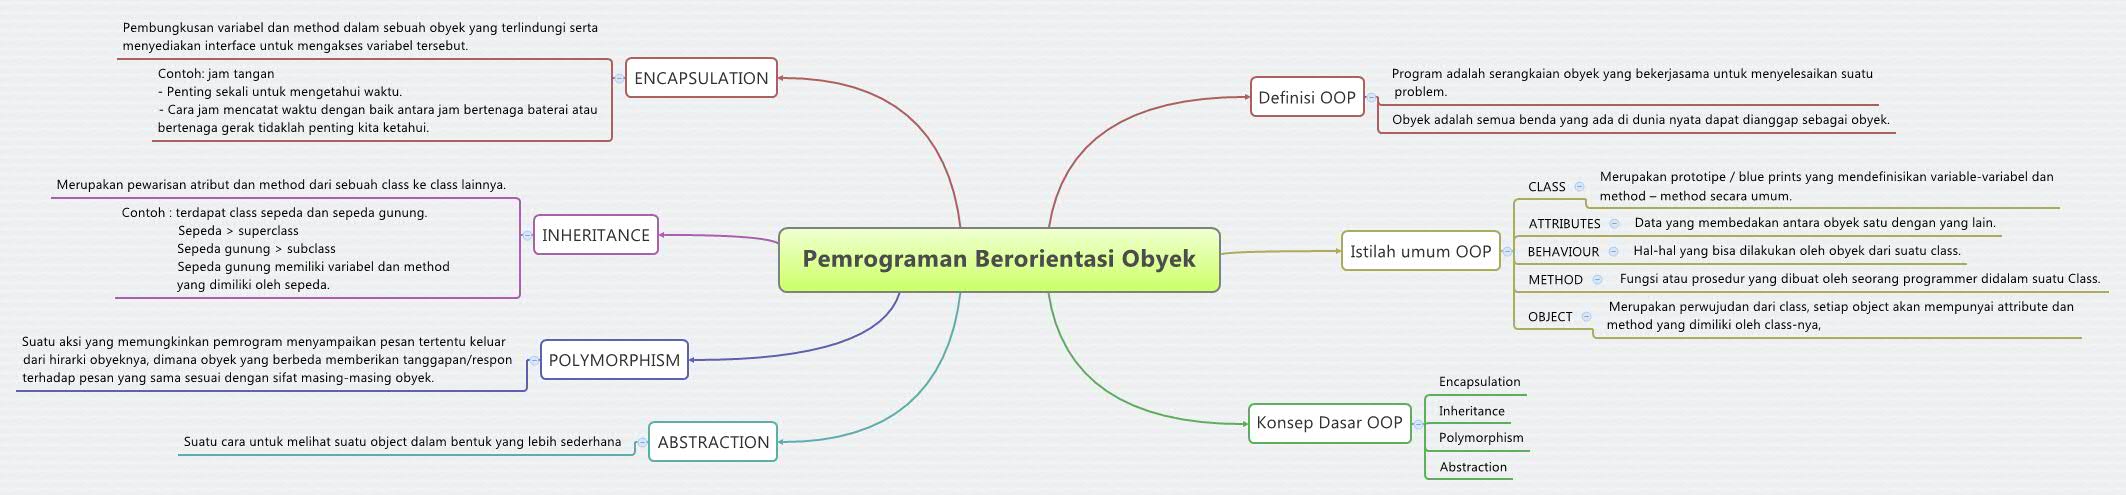 Pemrograman Berorientasi Obyek
Definisi OOP
Program adalah serangkaian obyek yang bekerjasama untuk menyelesaikan suatu
problem.
Obyek adalah semua benda yang ada di dunia nyata dapat dianggap sebagai obyek.
Istilah umum OOP
CLASS
Merupakan prototipe / blue prints yang mendefinisikan variable-variabel dan
method – method secara umum.
ATTRIBUTES
Data yang membedakan antara obyek satu dengan yang lain.
BEHAVIOUR
Hal-hal yang bisa dilakukan oleh obyek dari suatu class.
METHOD
Fungsi atau prosedur yang dibuat oleh seorang programmer didalam suatu Class.
OBJECT
Merupakan perwujudan dari class, setiap object akan mempunyai attribute dan
method yang dimiliki oleh class-nya,
Konsep Dasar OOP
Encapsulation
Inheritance
Polymorphism
Abstraction
ENCAPSULATION
Pembungkusan variabel dan method dalam sebuah obyek yang terlindungi serta
menyediakan interface untuk mengakses variabel tersebut.
Contoh: jam tangan
- Penting sekali untuk mengetahui waktu.
- Cara jam mencatat waktu dengan baik antara jam bertenaga baterai atau
bertenaga gerak tidaklah penting kita ketahui.
INHERITANCE
Merupakan pewarisan atribut dan method dari sebuah class ke class lainnya.
Contoh : terdapat class sepeda dan sepeda gunung.
Sepeda > superclass
Sepeda gunung > subclass
Sepeda gunung memiliki variabel dan method
yang dimiliki oleh sepeda.
POLYMORPHISM
Suatu aksi yang memungkinkan pemrogram menyampaikan pesan tertentu keluar
dari hirarki obyeknya, dimana obyek yang berbeda memberikan tanggapan/respon
terhadap pesan yang sama sesuai dengan sifat masing-masing obyek.
ABSTRACTION
Suatu cara untuk melihat suatu object dalam bentuk yang lebih sederhana